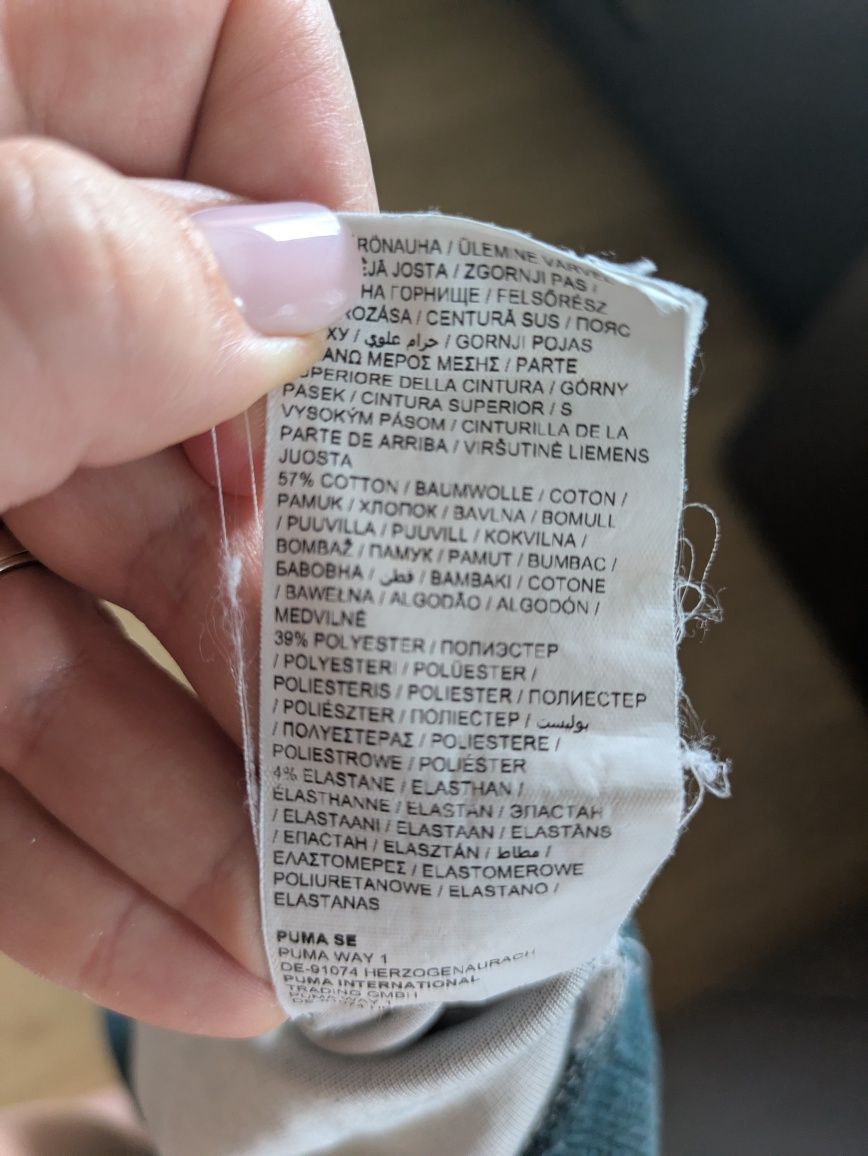 / ÜLEMINE
JOSTA / ZGORNJI PAS /
НА ГОРНИЩЕ / FELSŐRÉSZ
/ CENTURĂ SUS / ПОЯС
/ حزام علوي / GORNJI POJAS
ΜΕΡΟΣ ΜΕΣΗΣ / PARTE
SUPERIORE DELLA CINTURA / GÓRNY
PASEK / CINTURA SUPERIOR / S
VYSOKÝM PÁSOM / CINTURILLA DE LA
PARTE DE ARRIBA / VIRŠUTINĖ LIEMENS
JUOSTA
57% COTTON / BAUMWOLLE / COTON /
PAMUK / ХЛОПОК / BAVLNA / BOMULL
/ PUUVILLA / PUUVILL / KOKVILNA /
BOMBAŽ / ПАМУК / PAMUT / BUMBAC /
БАВОВНА / قطن / BAMBAKI / COTONE
/ BAWEŁNA / ALGODÃO / ALGODÓN /
MEDVILNĖ
39% POLYESTER / ПОЛИЭСТЕР
/ POLYESTERI / POLÜESTER /
POLIESTERIS / POLIESTER / ПОЛИЕСТЕР
/ POLIÉSZTER / ПОЛІЕСТЕР / بوليستر
/ ΠΟΛΥΕΣΤΕΡΑΣ / POLIESTERE /
POLIESTROWE / POLIÉSTER
4% ELASTANE / ELASTHAN /
ÉLASTHANNE / ELASTAN / ЭЛАСТАН
/ ELASTAANI / ELASTAAN / ELASTĀNS
/ ЕЛАСТАН / ELASZTÁN / مطاط /
ΕΛΑΣΤΟΜΕΡΕΣ / ELASTOMEROWE
POLIURETANOWE / ELASTANO /
ELASTANAS
PUMA SE
PUMA WAY 1
DE-91074 HERZOGENAURACH
PUMA INTERNATIONAL
TRADING GMBH
PUMA WAY 1